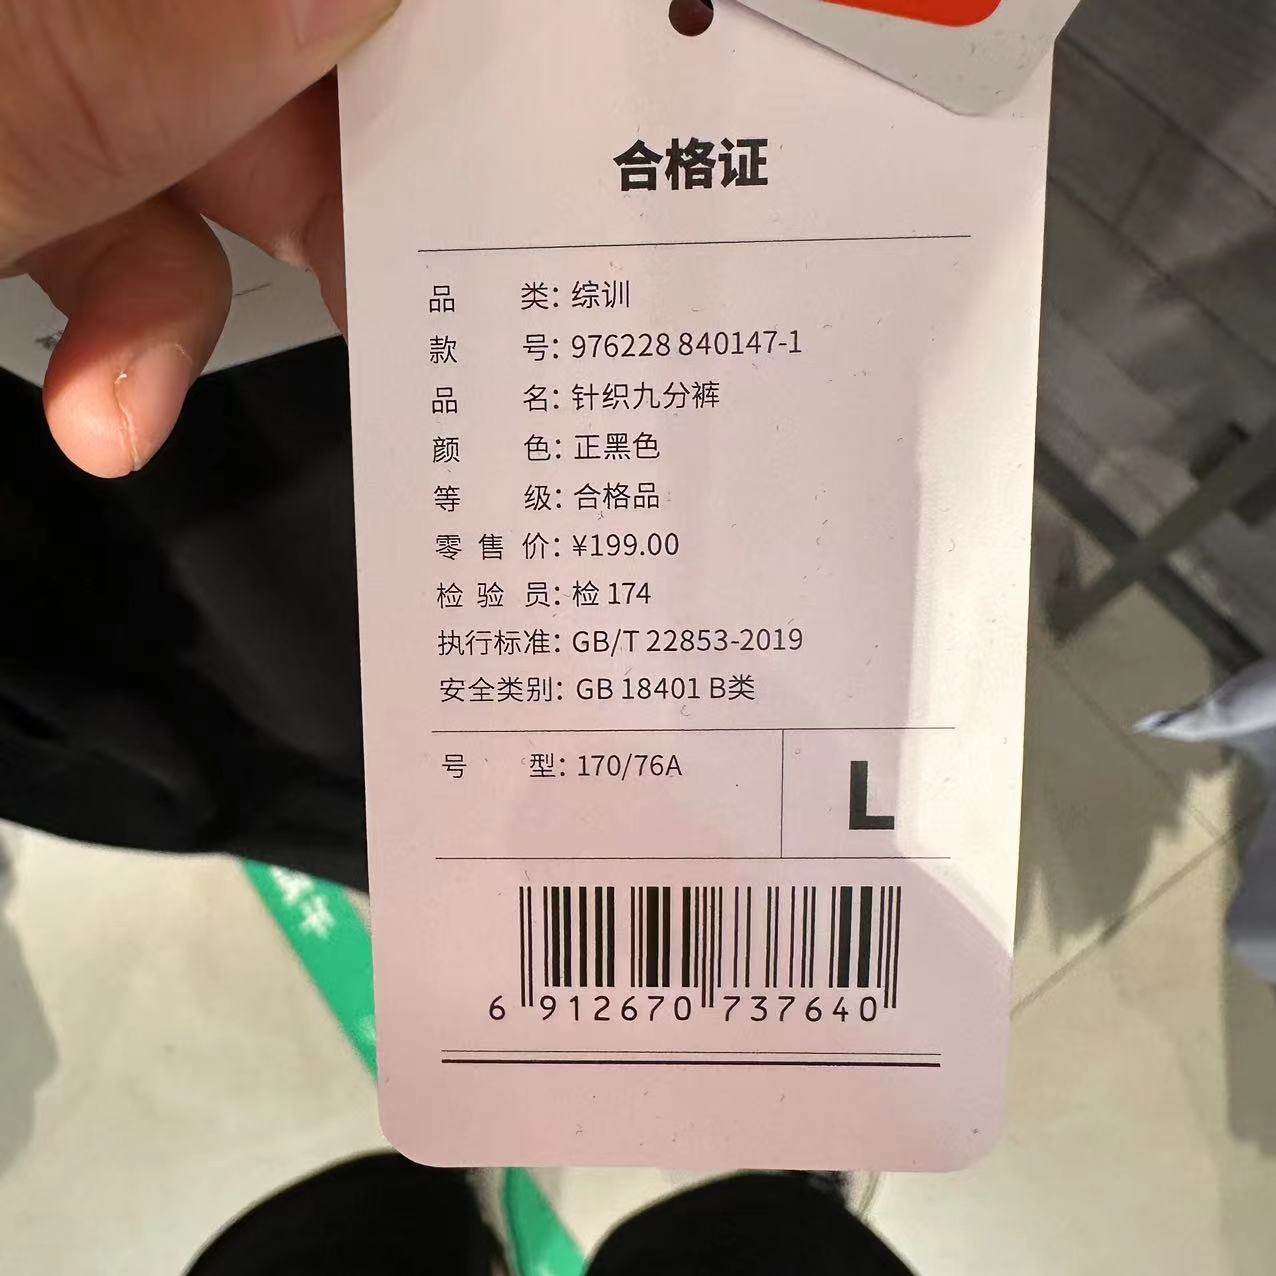 合格证
品 类：综训
款 号：976228 840147-1
品 名：针织九分裤
颜 色：正黑色
等 级：合格品
零 售 价：¥199.00
检 验 员：检 174
执行标准：GB/T 22853-2019
安全类别：GB 18401 B类
号 型：170/76A
L
6 912670 737640